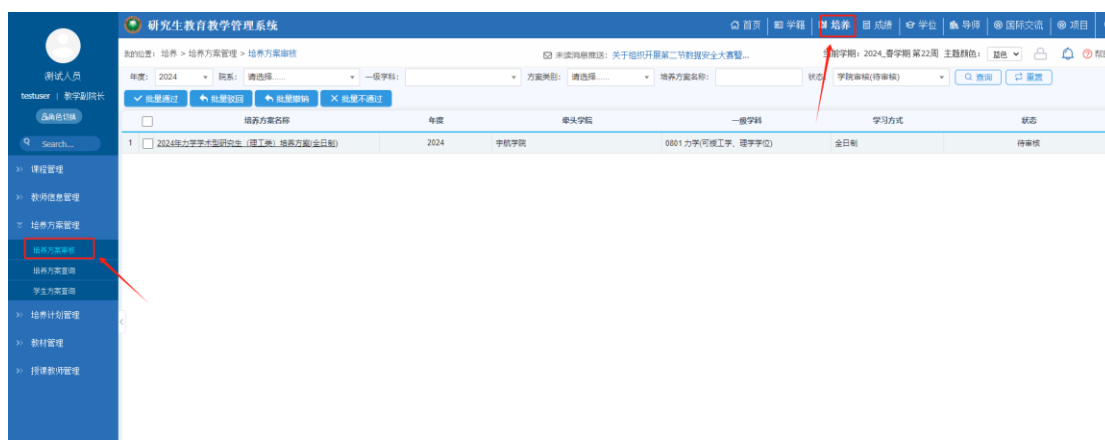 研究生教育教学管理系统
首页 学籍 培养 成绩 学位 导师 国际交流 项目
我的位置: 培养 > 培养方案管理 > 培养方案审核
未读消息推送: 关于组织开展第二节数据安全大赛暨...
当前学期: 2024_春学期 第22周 主题颜色: 蓝色
测试人员
testuser | 教学副院长
角色切换
Search...
年度: 2024 院系: 请选择...... 一级学科: 方案类别: 请选择...... 培养方案名称: 状态: 学院审核(待审核) 查询 重置
批量通过 批量驳回 批量撤销 批量不通过
培养方案名称 年度 牵头学院 一级学科 学习方式 状态
1 2024年力学学术型研究生（理工类）培养方案(全日制) 2024 宇航学院 0801 力学(可授工学、理学学位) 全日制 待审核
课程管理
教师信息管理
培养方案管理
培养方案审核
培养方案查询
学生方案查询
培养计划管理
教材管理
授课教师管理